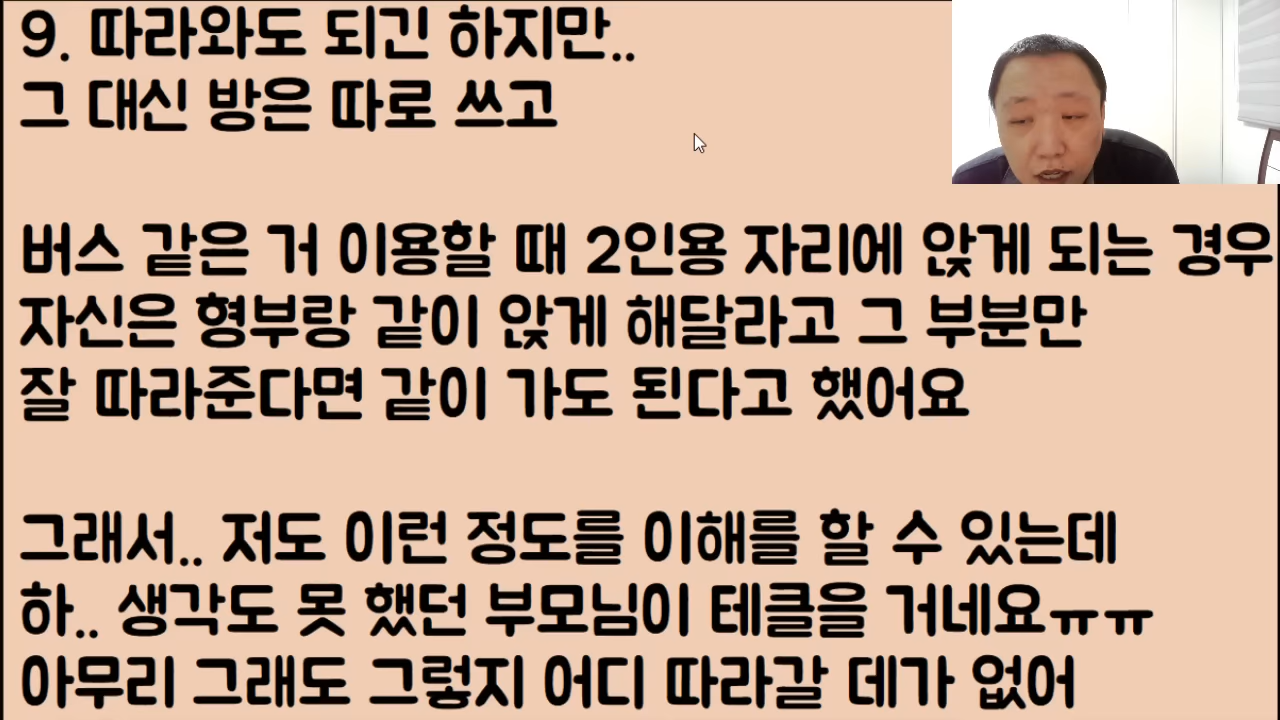 9. 따라와도 되긴 하지만..
그 대신 방은 따로 쓰고
버스 같은 거 이용할 때 2인용 자리에 앉게 되는 경우
자신은 형부랑 같이 앉게 해달라고 그 부분만
잘 따라준다면 같이 가도 된다고 했어요
그래서.. 저도 이런 정도를 이해를 할 수 있는데
하.. 생각도 못 했던 부모님이 테클을 거네요ㅠㅠ
아무리 그래도 그렇지 어디 따라갈 데가 없어